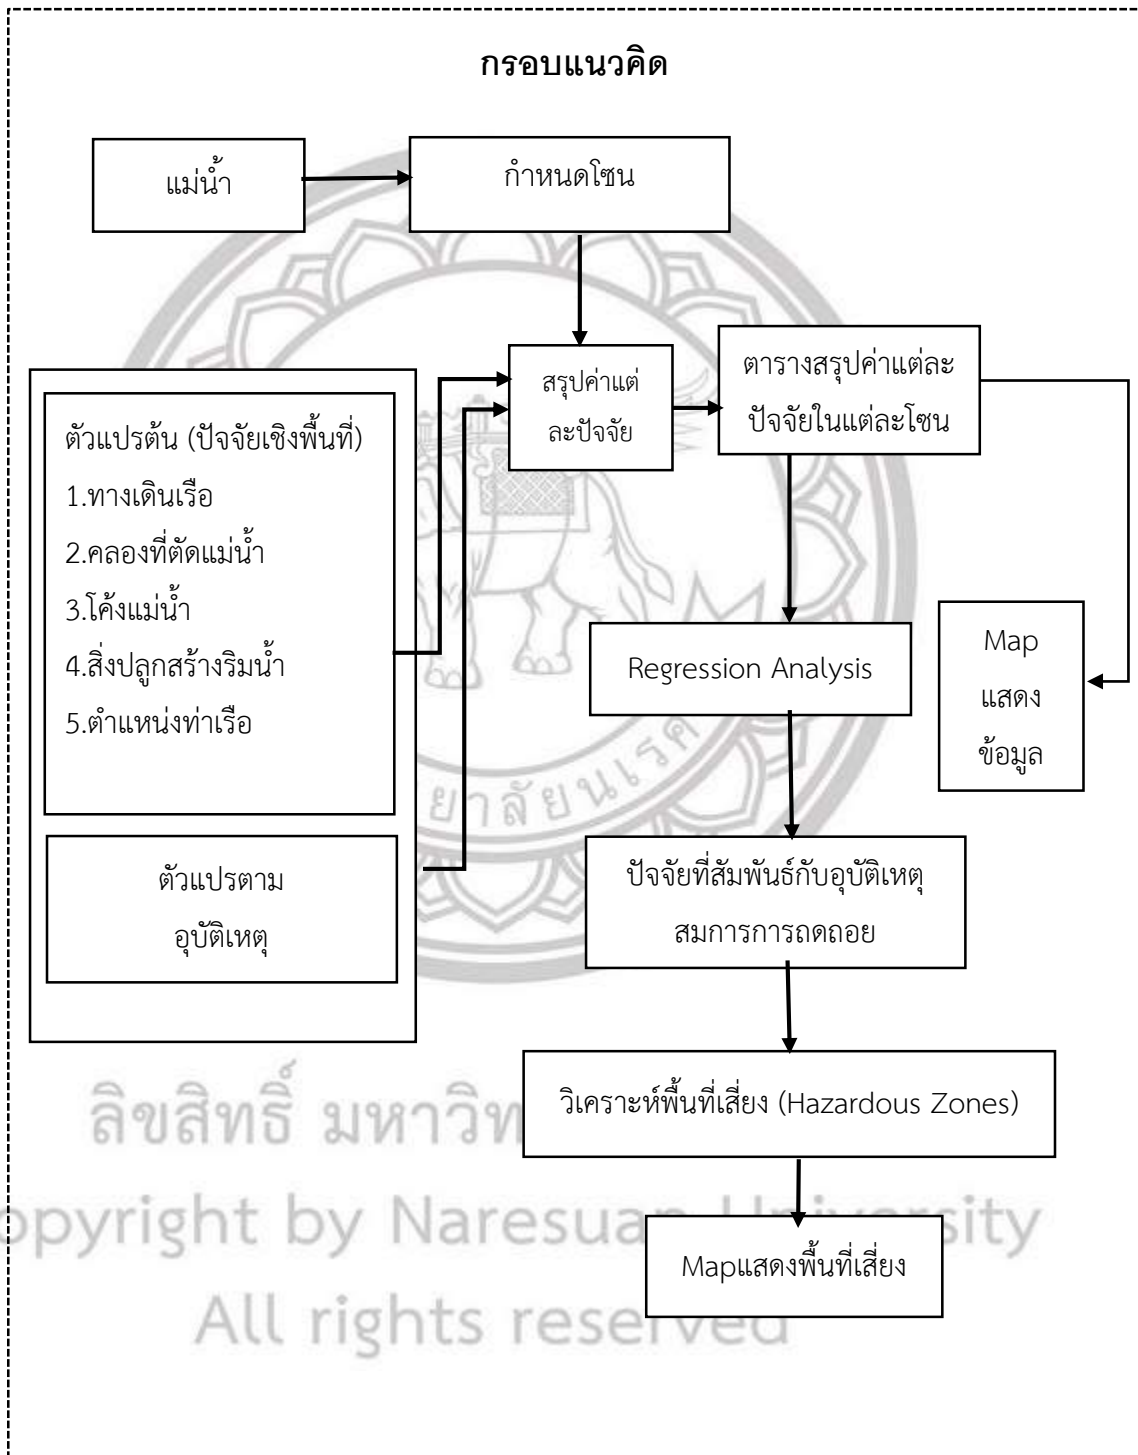 กรอบแนวคิด
แม่น้ำ
กำหนดโซน
สรุปค่าแต่
ละปัจจัย
ตารางสรุปค่าแต่ละ
ปัจจัยในแต่ละโซน
ตัวแปรต้น (ปัจจัยเชิงพื้นที่)
1.ทางเดินเรือ
2.คลองที่ตัดแม่น้ำ
3.โค้งแม่น้ำ
4.สิ่งปลูกสร้างริมน้ำ
5.ตำแหน่งท่าเรือ
ตัวแปรตาม
อุบัติเหตุ
Regression Analysis
Map
แสดง
ข้อมูล
ปัจจัยที่สัมพันธ์กับอุบัติเหตุ
สมการการถดถอย
วิเคราะห์พื้นที่เสี่ยง (Hazardous Zones)
Mapแสดงพื้นที่เสี่ยง
ยาลัยนเรศ
ลิขสิทธิ์ มหาวิท
opyright by Naresuan University
All rights reserved